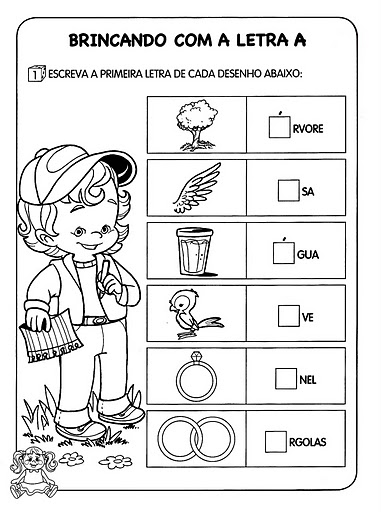 BRINCANDO COM A LETRA A
1 ESCREVA A PRIMEIRA LETRA DE CADA DESENHO ABAIXO:
´ RVORE
SA
´ GUA
VE
NEL
RGOLAS